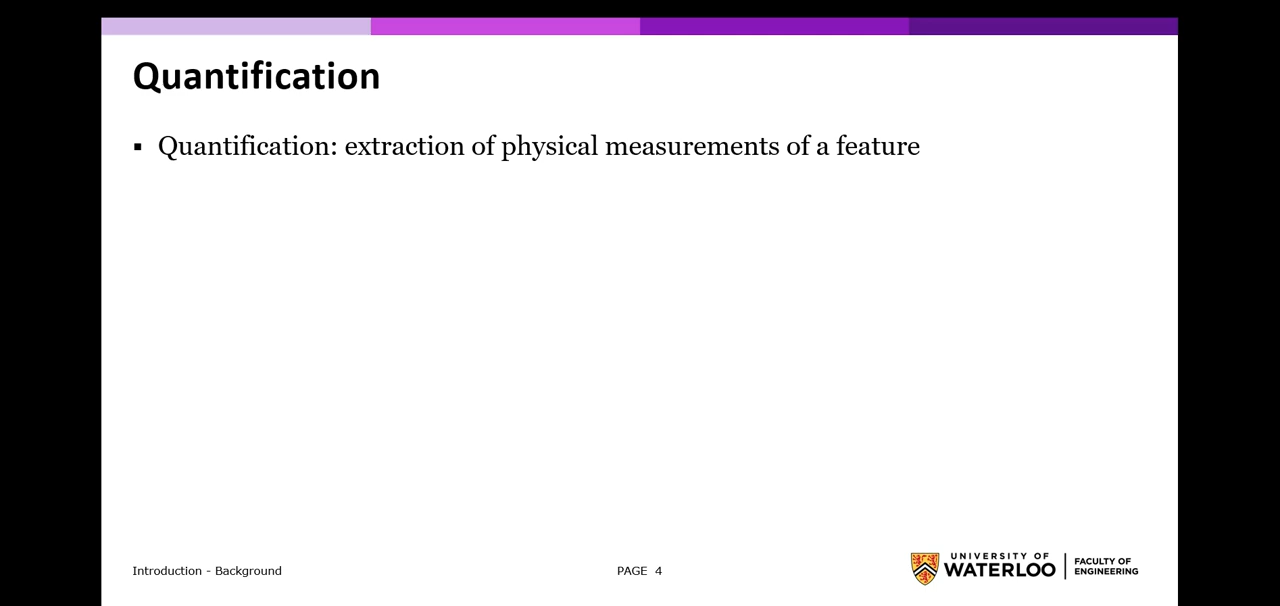 Quantification
▪ Quantification: extraction of physical measurements of a feature
Introduction - Background
PAGE 4
UNIVERSITY OF
WATERLOO
FACULTY OF
ENGINEERING